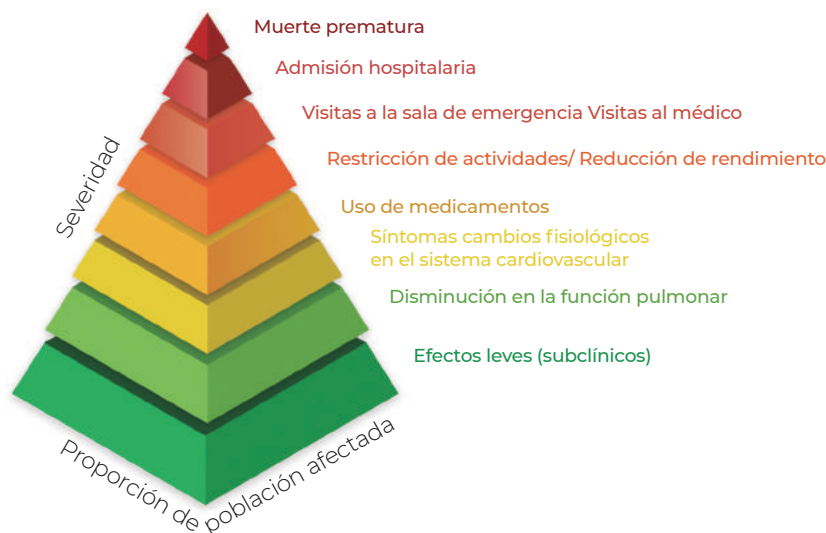 Muerte prematura
Admisión hospitalaria
Visitas a la sala de emergencia Visitas al médico
Restricción de actividades/ Reducción de rendimiento
Uso de medicamentos
Síntomas cambios fisiológicos
en el sistema cardiovascular
Disminución en la función pulmonar
Efectos leves (subclínicos)
Severidad
Proporción de población afectada